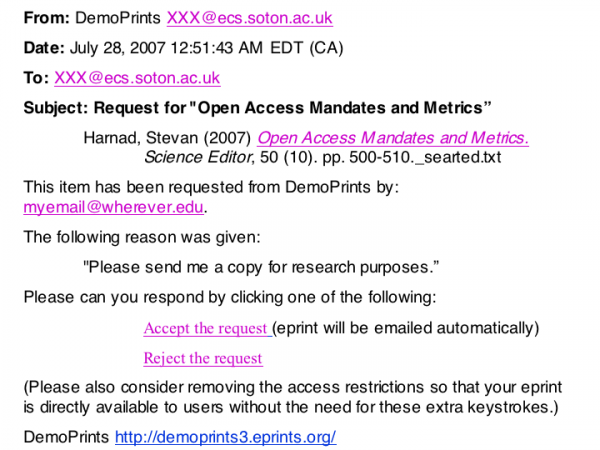 From: DemoPrints XXX@ecs.soton.ac.uk
Date: July 28, 2007 12:51:43 AM EDT (CA)
To: XXX@ecs.soton.ac.uk
Subject: Request for "Open Access Mandates and Metrics”
Harnad, Stevan (2007) Open Access Mandates and Metrics.
Science Editor, 50 (10). pp. 500-510._searted.txt
This item has been requested from DemoPrints by:
myemail@wherever.edu.
The following reason was given:
"Please send me a copy for research purposes.”
Please can you respond by clicking one of the following:
Accept the request (eprint will be emailed automatically)
Reject the request
(Please also consider removing the access restrictions so that your eprint
is directly available to users without the need for these extra keystrokes.)
DemoPrints http://demoprints3.eprints.org/